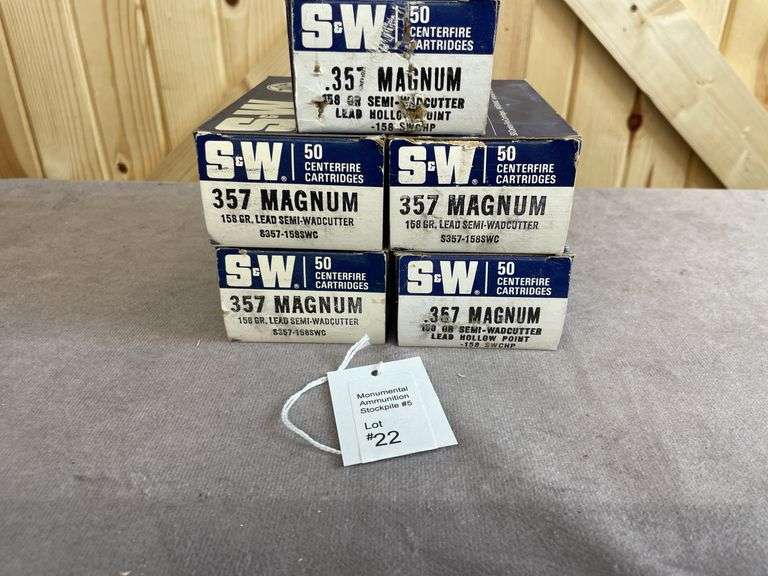 S&W® 50
CENTERFIRE
CARTRIDGES
.357 MAGNUM
158 GR SEMI-WADCUTTER
LEAD HOLLOW POINT
-158 SWCHP
S&W
S&W® 50
CENTERFIRE
CARTRIDGES
357 MAGNUM
158 GR. LEAD SEMI-WADCUTTER
S357-158SWC
S&W® 50
CENTERFIRE
CARTRIDGES
357 MAGNUM
158 GR. LEAD SEMI-WADCUTTER
S357-158SWC
S&W® 50
CENTERFIRE
CARTRIDGES
357 MAGNUM
158 GR. LEAD SEMI-WADCUTTER
S357-158SWC
S&W® 50
CENTERFIRE
CARTRIDGES
.357 MAGNUM
158 GR SEMI-WADCUTTER
LEAD HOLLOW POINT
-158 SWCHP
Monumental
Ammunition
Stockpile #5
Lot
#22